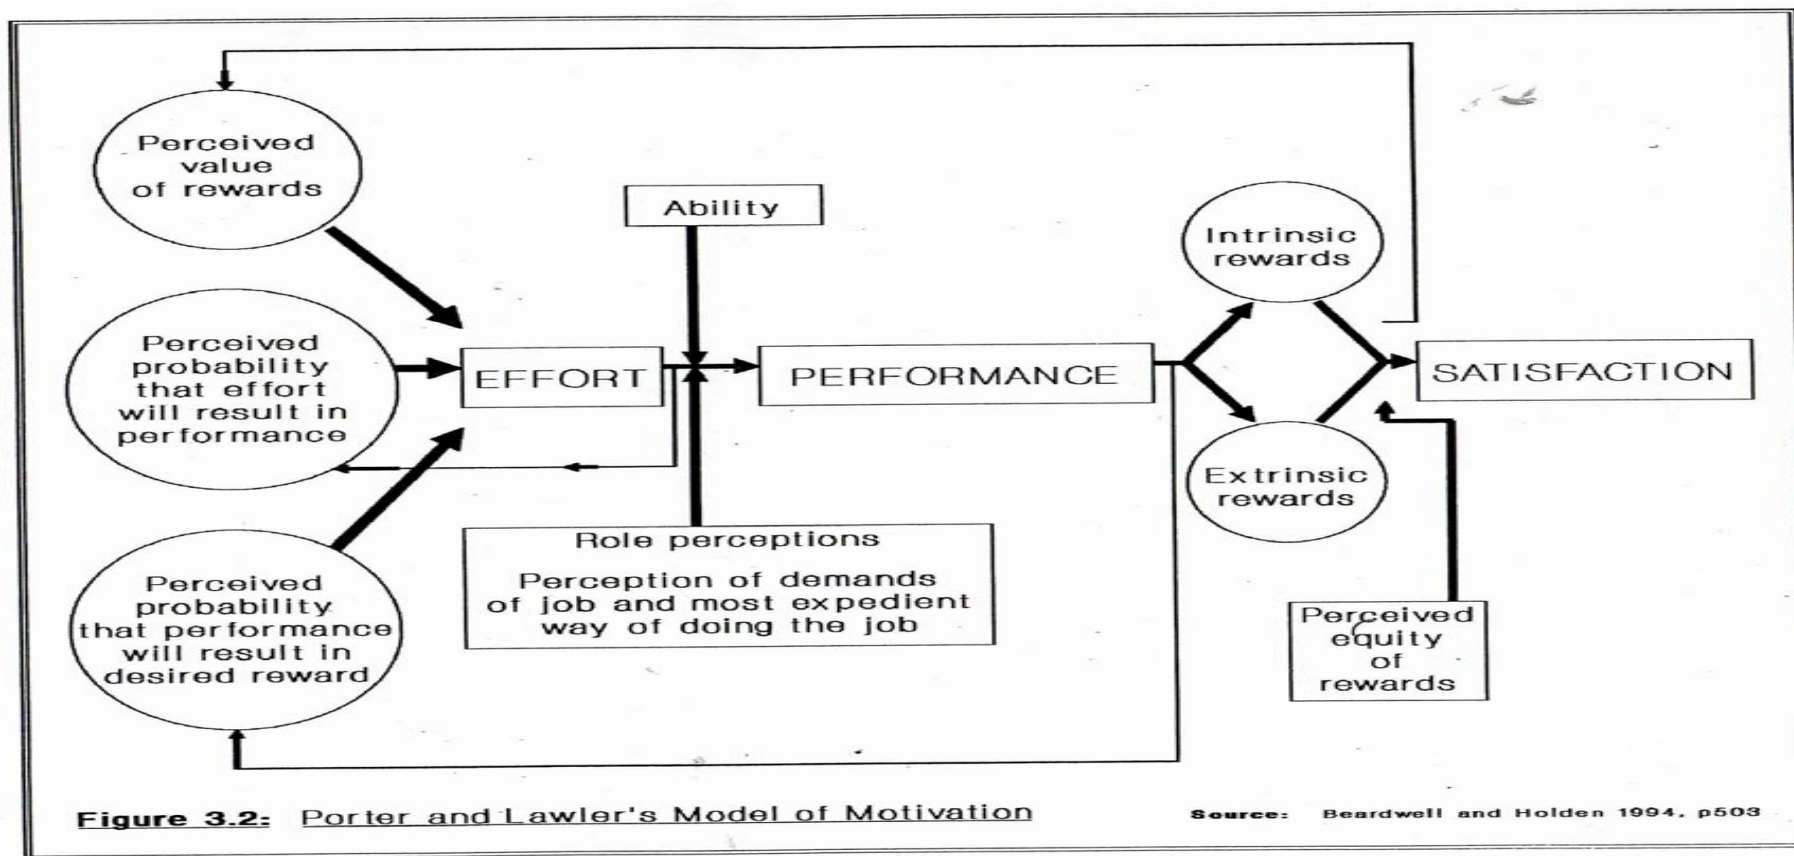 Perceived
value
of rewards
Ability
Intrinsic
rewards
Perceived
probability
that effort
will result in
performance
EFFORT
PERFORMANCE
SATISFACTION
Extrinsic
rewards
Role perceptions
Perception of demands
of job and most expedient
way of doing the job
Perceived
probability
that performance
will result in
desired reward
Perceived
equity
of
rewards
Figure 3.2: Porter and Lawler's Model of Motivation
Source: Beardwell and Holden 1994, p503